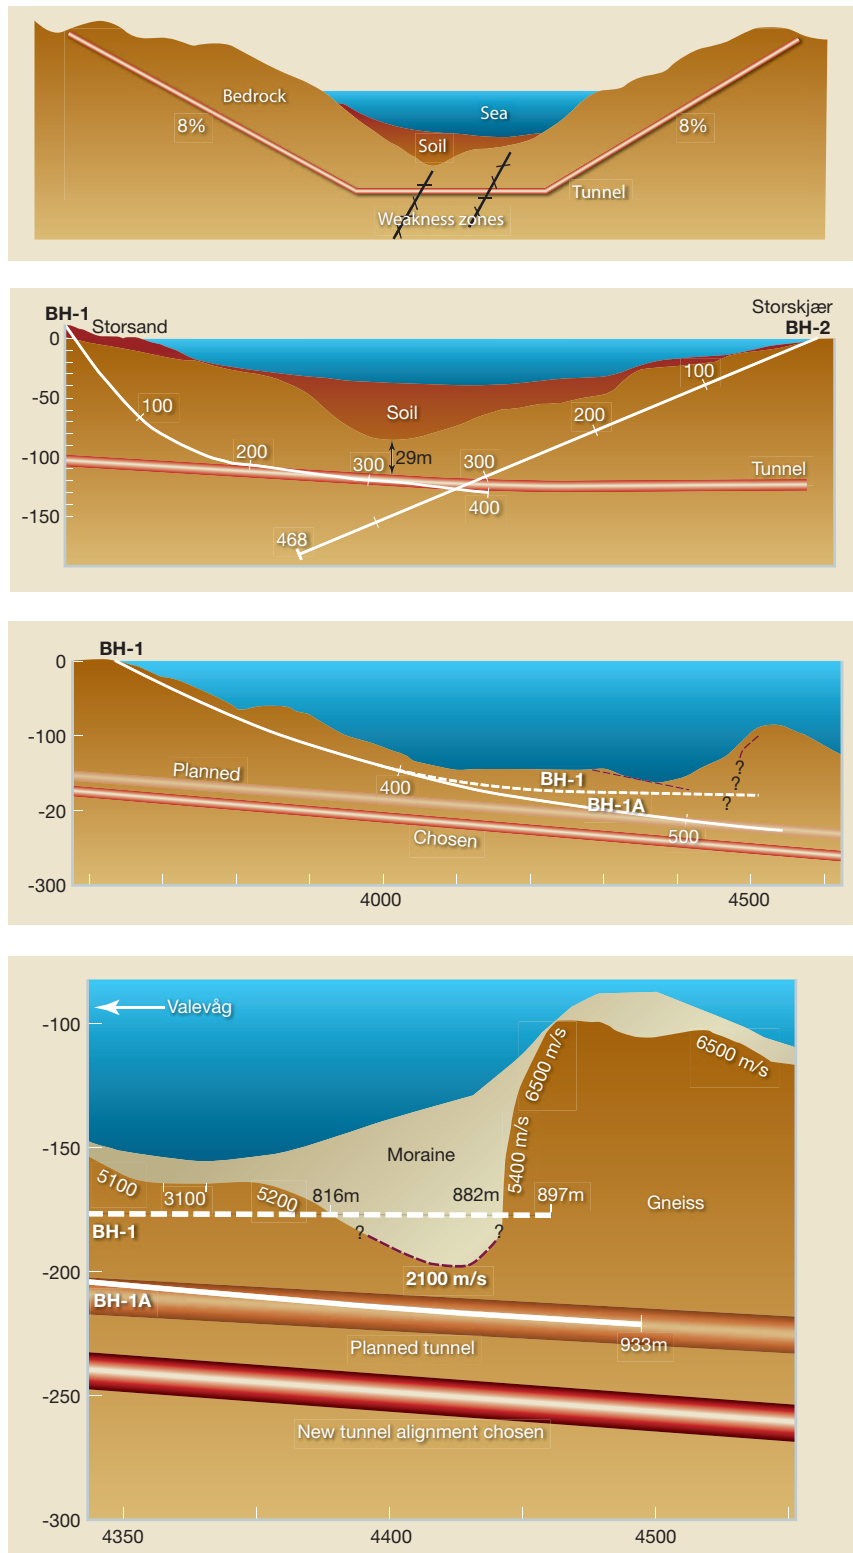 Bedrock
Sea
8%
8%
Soil
Tunnel
Weakness zones
BH-1
Storsand
Storskjær
BH-2
0
-50
-100
-150
100
200
300
400
Soil
29m
100
200
300
468
Tunnel
BH-1
0
-100
-20
-300
Planned
400
BH-1
BH-1A
?
?
?
500
Chosen
4000
4500
Valevåg
-100
-150
-200
-250
-300
6500 m/s
6500 m/s
5400 m/s
Moraine
5100
3100
5200
816m
882m
897m
Gneiss
BH-1
?
?
2100 m/s
BH-1A
Planned tunnel
933m
New tunnel alignment chosen
4350
4400
4500